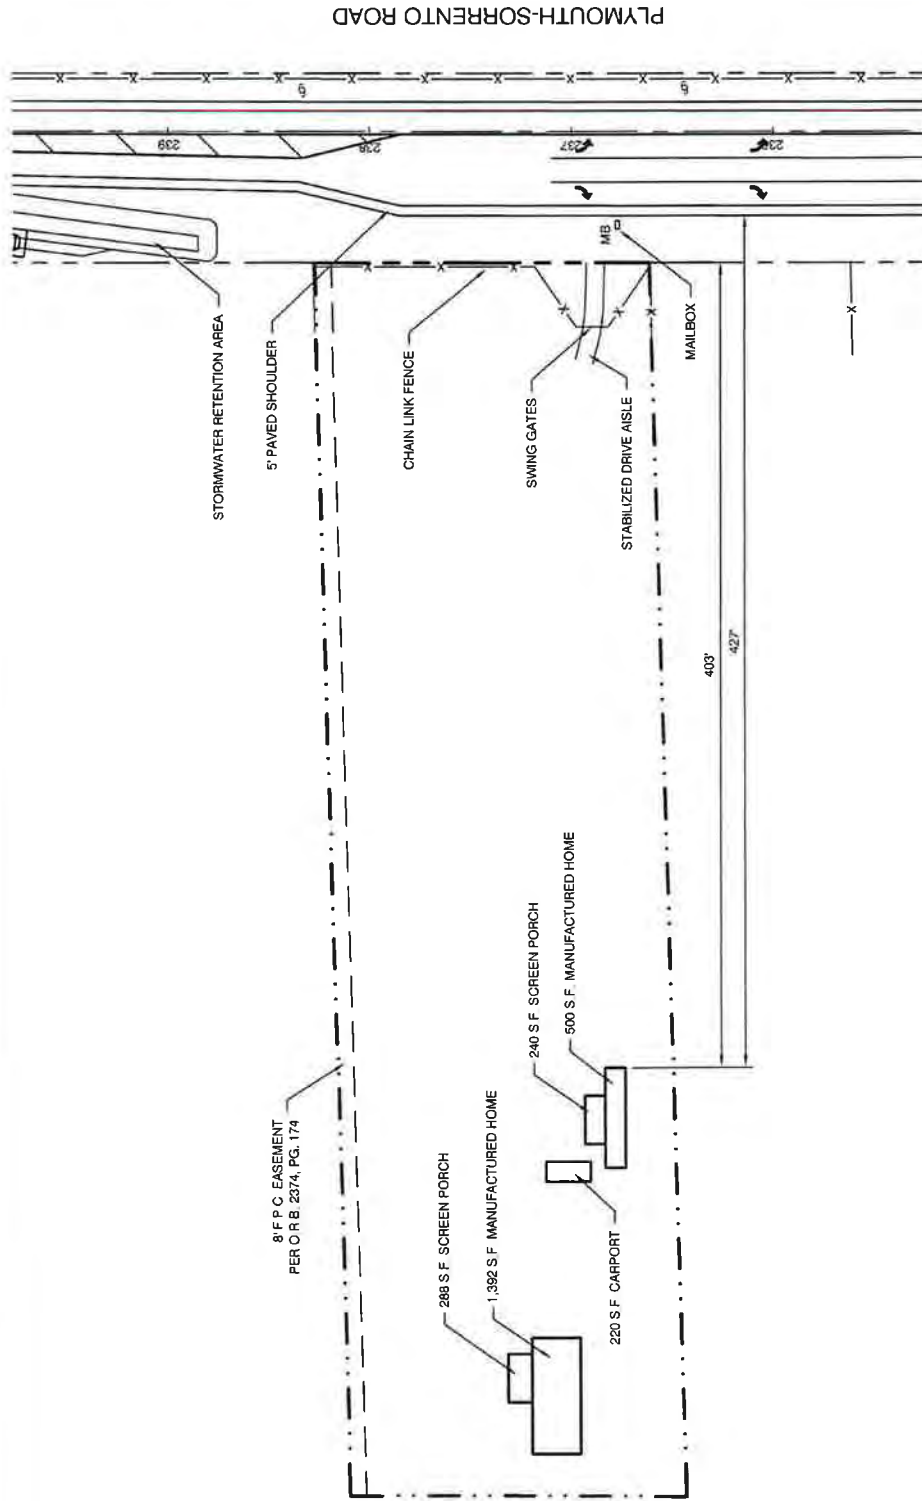 PLYMOUTH-SORRENTO ROAD
6
6
239
238
237
STORMWATER RETENTION AREA
5' PAVED SHOULDER
CHAIN LINK FENCE
SWING GATES
STABILIZED DRIVE AISLE
MB
MAILBOX
403'
427'
8' F P C EASEMENT
PER O R B. 2374, PG. 174
288 S F SCREEN PORCH
1,392 S.F. MANUFACTURED HOME
240 S F. SCREEN PORCH
500 S.F. MANUFACTURED HOME
220 S F CARPORT